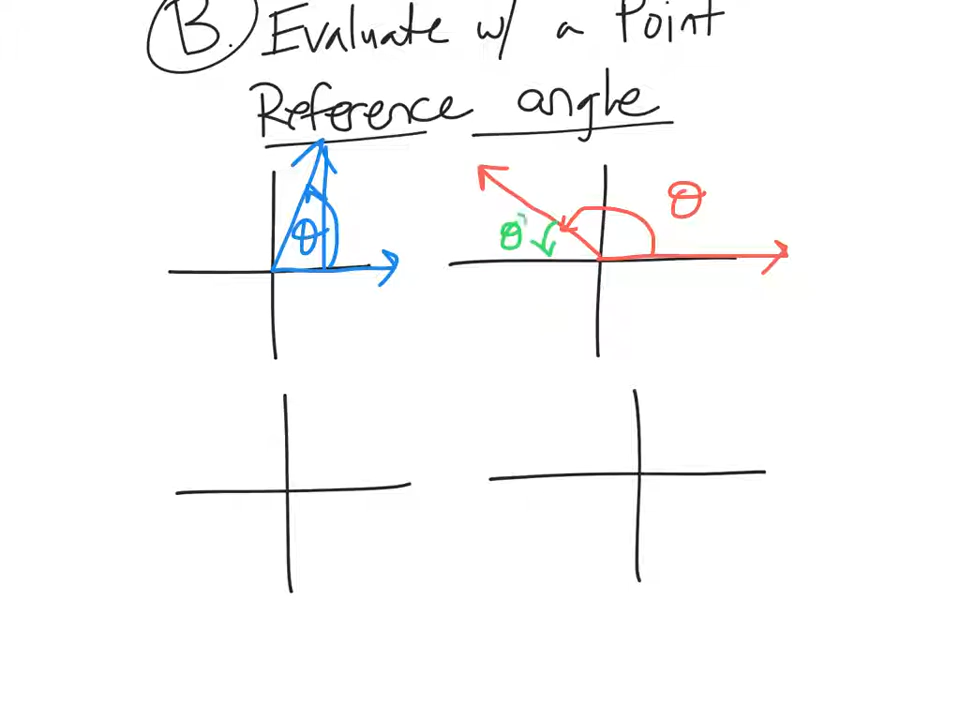 B. Evaluate w/ a Point
Reference angle
θ θ' θ